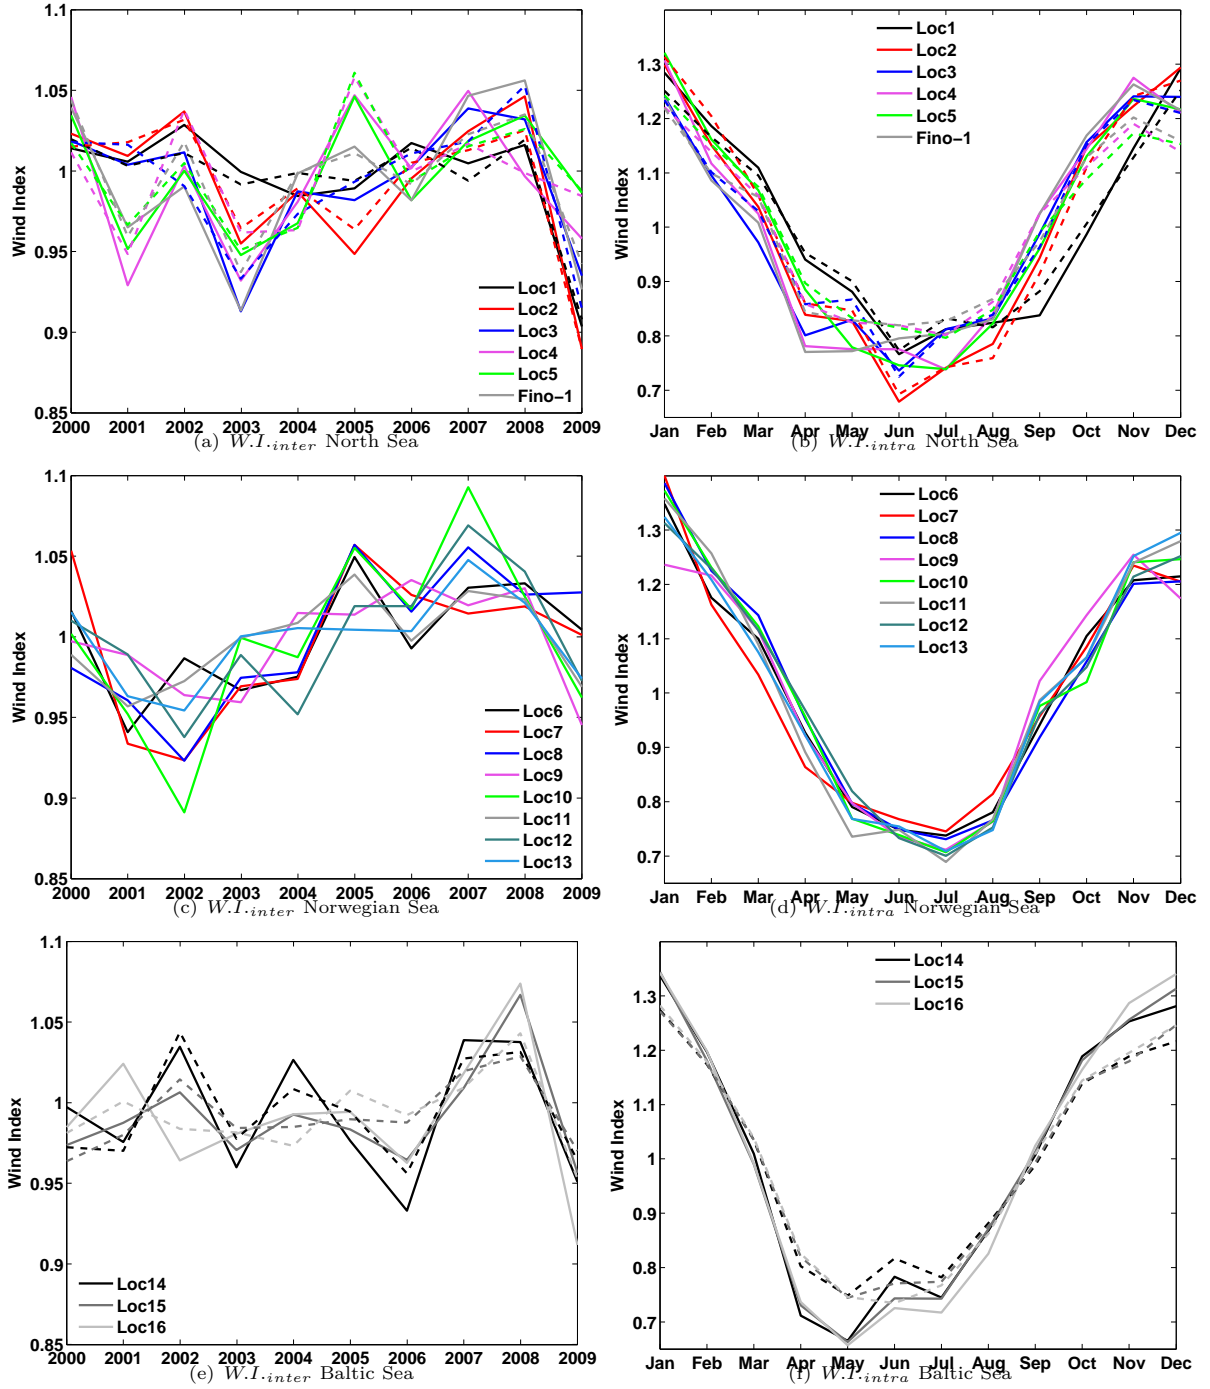 1.1
1.05
1
0.95
0.9
0.85
Wind Index
Loc1
Loc2
Loc3
Loc4
Loc5
Fino−1
2000 2001 2002 2003 2004 2005 2006 2007 2008 2009
(a) W.I.inter North Sea
1.3
1.2
1.1
1
0.9
0.8
0.7
Wind Index
Loc1
Loc2
Loc3
Loc4
Loc5
Fino−1
Jan Feb Mar Apr May Jun Jul Aug Sep Oct Nov Dec
(b) W.I.intra North Sea
1.1
1.05
1
0.95
0.9
0.85
Wind Index
Loc6
Loc7
Loc8
Loc9
Loc10
Loc11
Loc12
Loc13
2000 2001 2002 2003 2004 2005 2006 2007 2008 2009
(c) W.I.inter Norwegian Sea
1.3
1.2
1.1
1
0.9
0.8
0.7
Wind Index
Loc6
Loc7
Loc8
Loc9
Loc10
Loc11
Loc12
Loc13
Jan Feb Mar Apr May Jun Jul Aug Sep Oct Nov Dec
(d) W.I.intra Norwegian Sea
1.1
1.05
1
0.95
0.9
0.85
Wind Index
Loc14
Loc15
Loc16
2000 2001 2002 2003 2004 2005 2006 2007 2008 2009
(e) W.I.inter Baltic Sea
1.3
1.2
1.1
1
0.9
0.8
0.7
Wind Index
Loc14
Loc15
Loc16
Jan Feb Mar Apr May Jun Jul Aug Sep Oct Nov Dec
(f) W.I.intra Baltic Sea